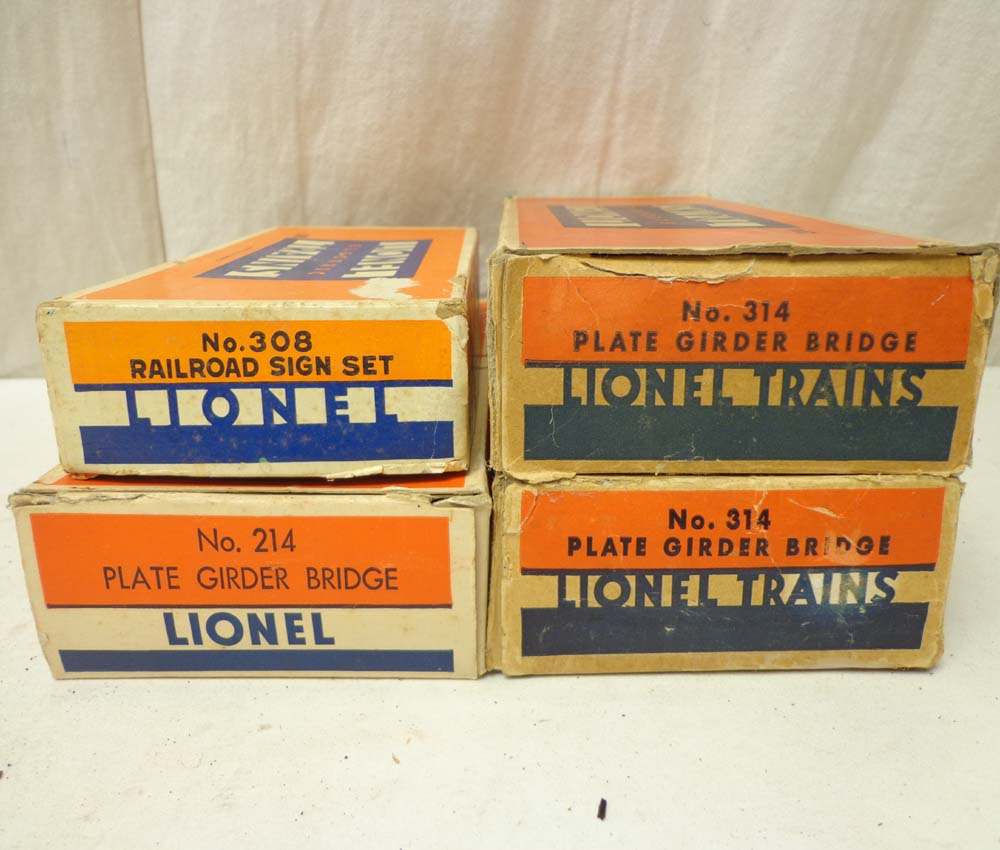 No. 308
RAILROAD SIGN SET
LIONEL
No. 314
PLATE GIRDER BRIDGE
LIONEL TRAINS
No. 214
PLATE GIRDER BRIDGE
LIONEL
No. 314
PLATE GIRDER BRIDGE
LIONEL TRAINS